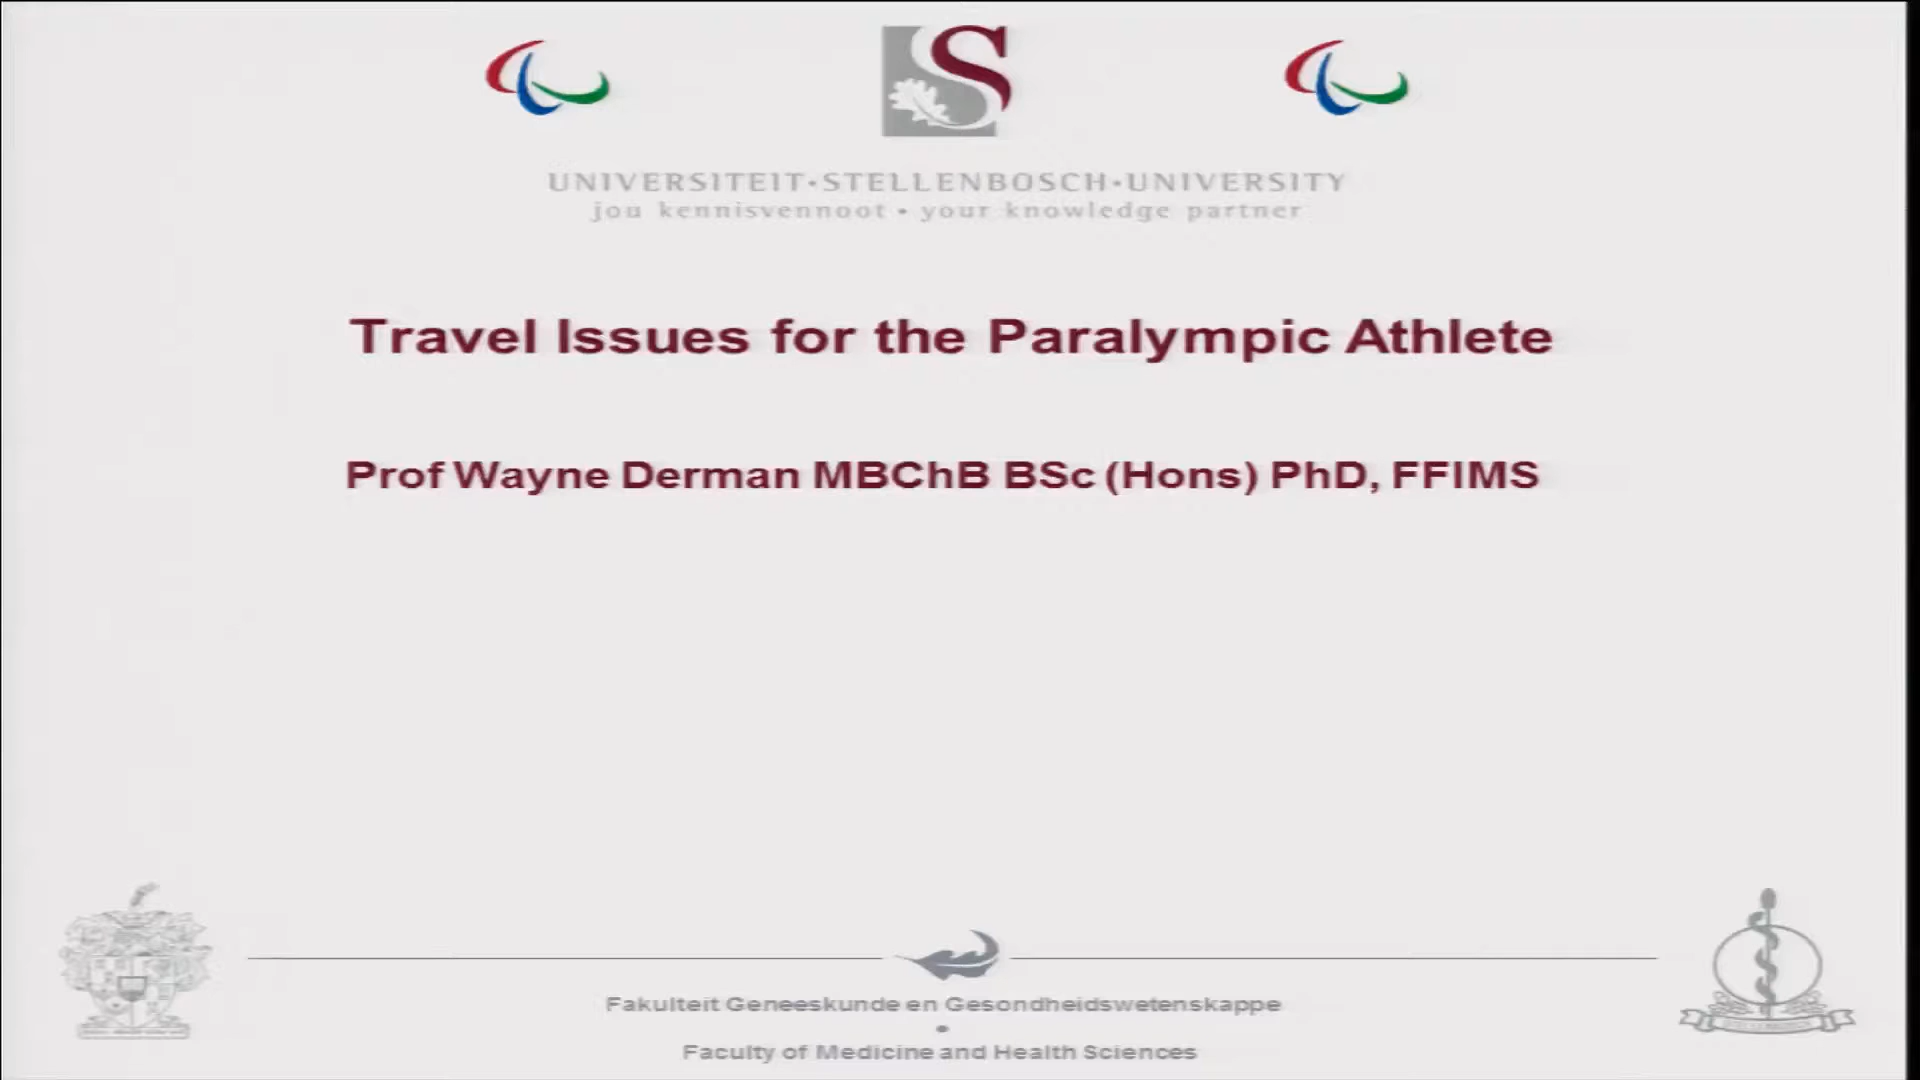 UNIVERSITEIT•STELLENBOSCH•UNIVERSITY
jou kennisvennoot • your knowledge partner
Travel Issues for the Paralympic Athlete
Prof Wayne Derman MBChB BSc (Hons) PhD, FFIMS
Fakulteit Geneeskunde en Gesondheidswetenskappe
•
Faculty of Medicine and Health Sciences